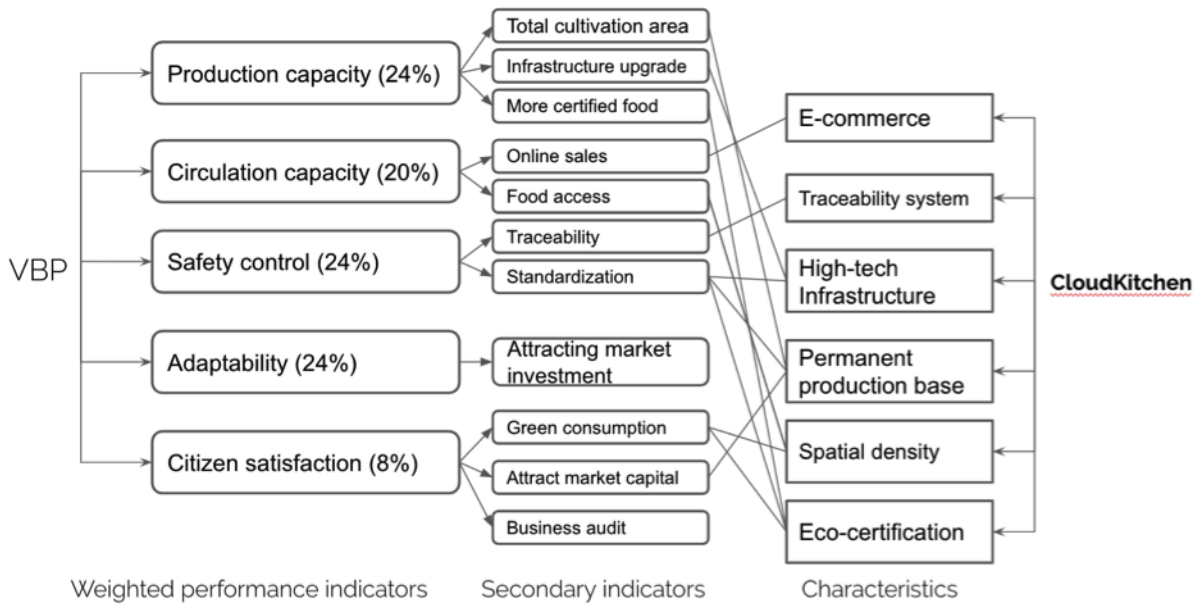 VBP
Production capacity (24%)
Circulation capacity (20%)
Safety control (24%)
Adaptability (24%)
Citizen satisfaction (8%)
Weighted performance indicators
Total cultivation area
Infrastructure upgrade
More certified food
Online sales
Food access
Traceability
Standardization
Attracting market
investment
Green consumption
Attract market capital
Business audit
Secondary indicators
E-commerce
Traceability system
High-tech
Infrastructure
Permanent
production base
Spatial density
Eco-certification
Characteristics
CloudKitchen